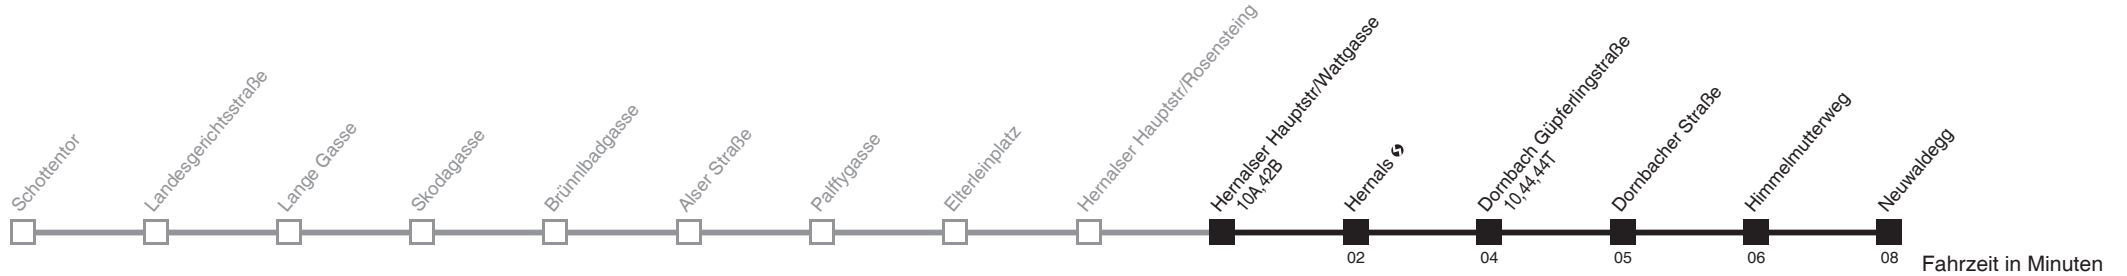 Schottentor
Landesgerichtsstraße
Lange Gasse
Skodagasse
Brünnlbadgasse
Alser Straße
Palffygasse
Elterleinplatz
Hernalser Hauptstr/Rosensteing
Hernalser Hauptstr/Wattgasse
10A,42B
Hernals
Dornbach Güpferlingstraße
10,44,44T
Dornbacher Straße
Himmelmutterweg
Neuwaldegg
02 04 05 06 08
Fahrzeit in Minuten